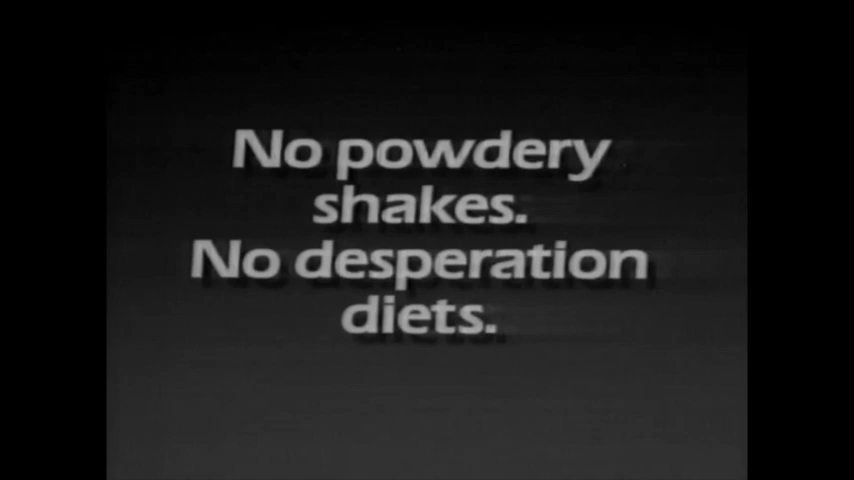 No powdery
shakes.
No desperation
diets.